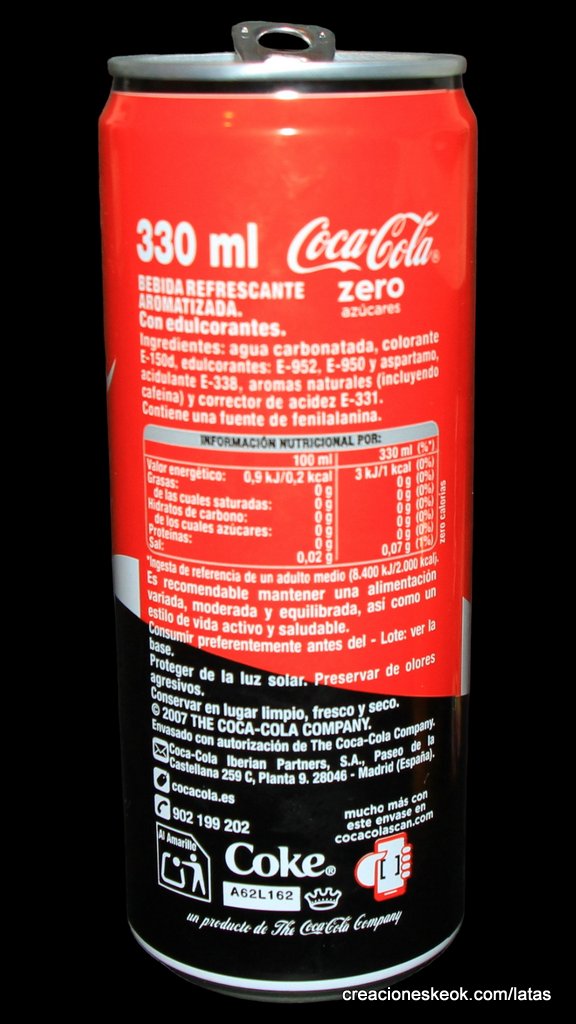 330 ml
Coca-Cola®
zero
azúcares
BEBIDA REFRESCANTE
AROMATIZADA.
Con edulcorantes.
Ingredientes: agua carbonatada, colorante
E-150d, edulcorantes: E-952, E-950 y aspartamo,
acidulante E-338, aromas naturales (incluyendo
cafeína) y corrector de acidez E-331.
Contiene una fuente de fenilalanina.
INFORMACIÓN NUTRICIONAL POR:
100 ml 330 ml (%*)
Valor energético: 0,9 kJ/0,2 kcal 3 kJ/1 kcal (0%)
Grasas: 0 g 0 g (0%)
de las cuales saturadas: 0 g 0 g (0%)
Hidratos de carbono: 0 g 0 g (0%)
de los cuales azúcares: 0 g 0 g (0%)
Proteínas: 0 g 0 g (0%)
Sal: 0,02 g 0,07 g (1%)
zero calorías
*Ingesta de referencia de un adulto medio (8.400 kJ/2.000 kcal).
Es recomendable mantener una alimentación
variada, moderada y equilibrada, así como un
estilo de vida activo y saludable.
Consumir preferentemente antes del - Lote: ver la
base.
Proteger de la luz solar. Preservar de olores
agresivos.
Conservar en lugar limpio, fresco y seco.
© 2007 THE COCA-COLA COMPANY.
Envasado con autorización de The Coca-Cola Company.
Coca-Cola Iberian Partners, S.A., Paseo de la
Castellana 259 C, Planta 9. 28046 - Madrid (España).
cocacola.es
902 199 202
mucho más con
este envase en
cocacolascan.com
Al Amarillo
Coke®
A62L162
un producto de The Coca-Cola Company
creacioneskeok.com/latas